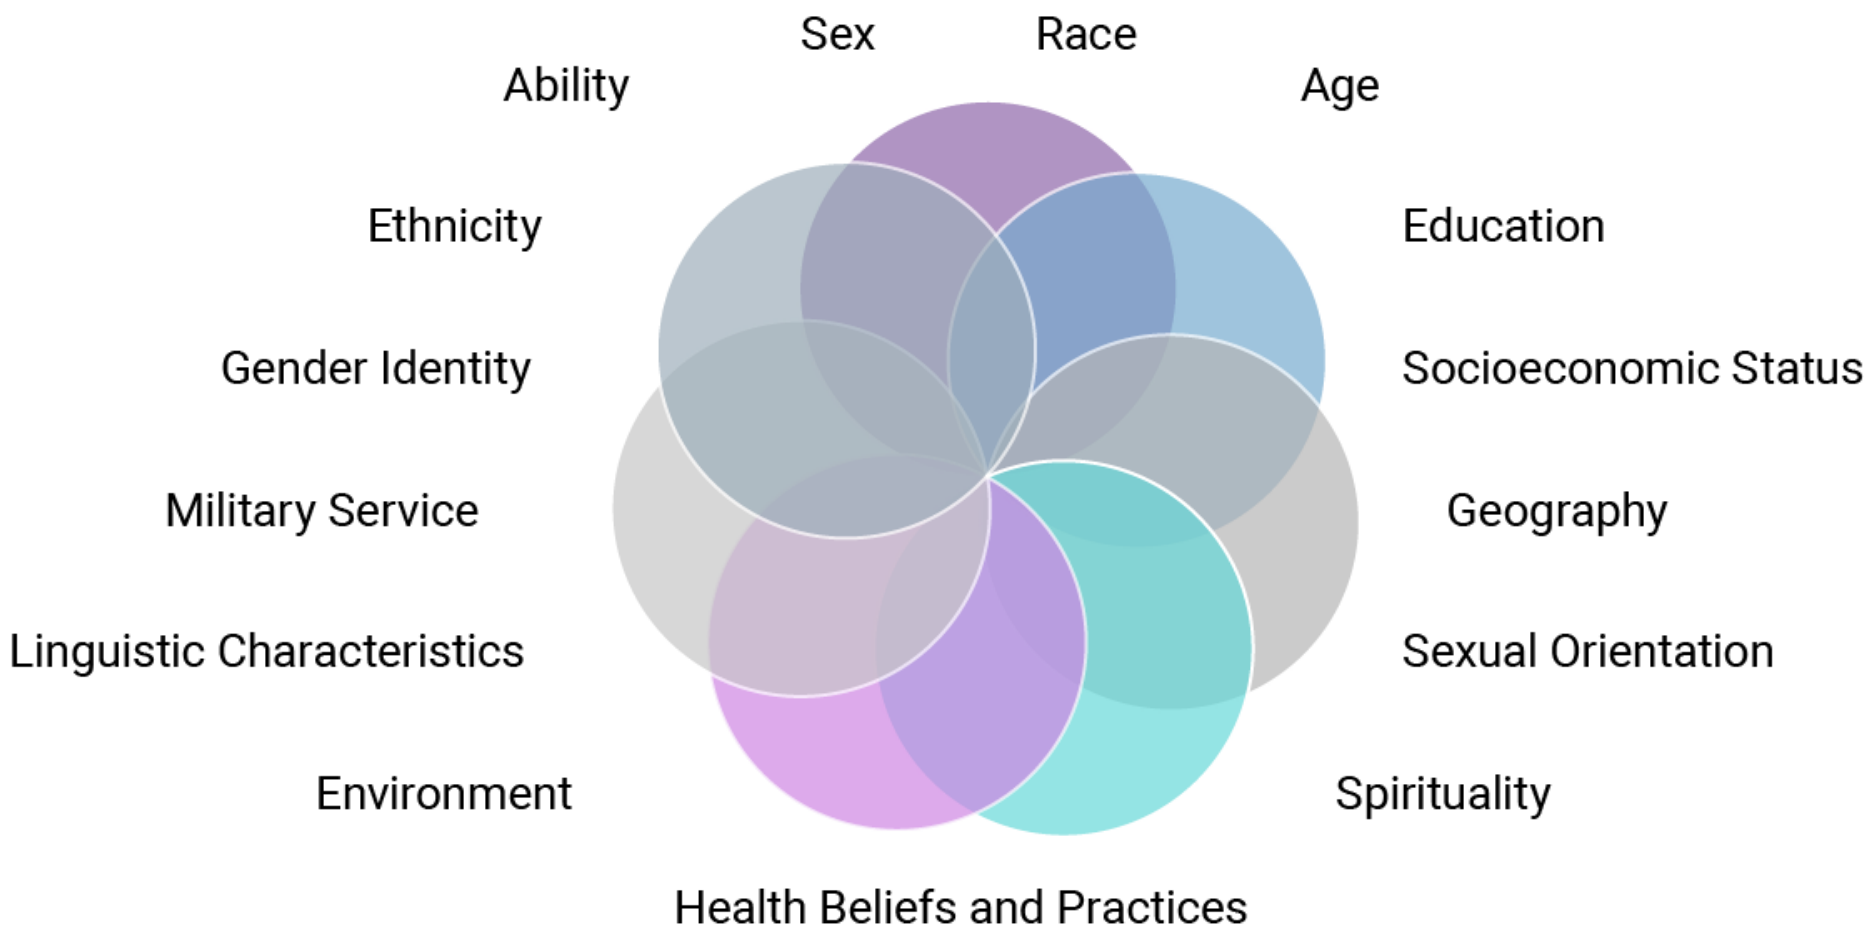 Sex
Race
Ability
Age
Ethnicity
Education
Gender Identity
Socioeconomic Status
Military Service
Geography
Linguistic Characteristics
Sexual Orientation
Environment
Spirituality
Health Beliefs and Practices